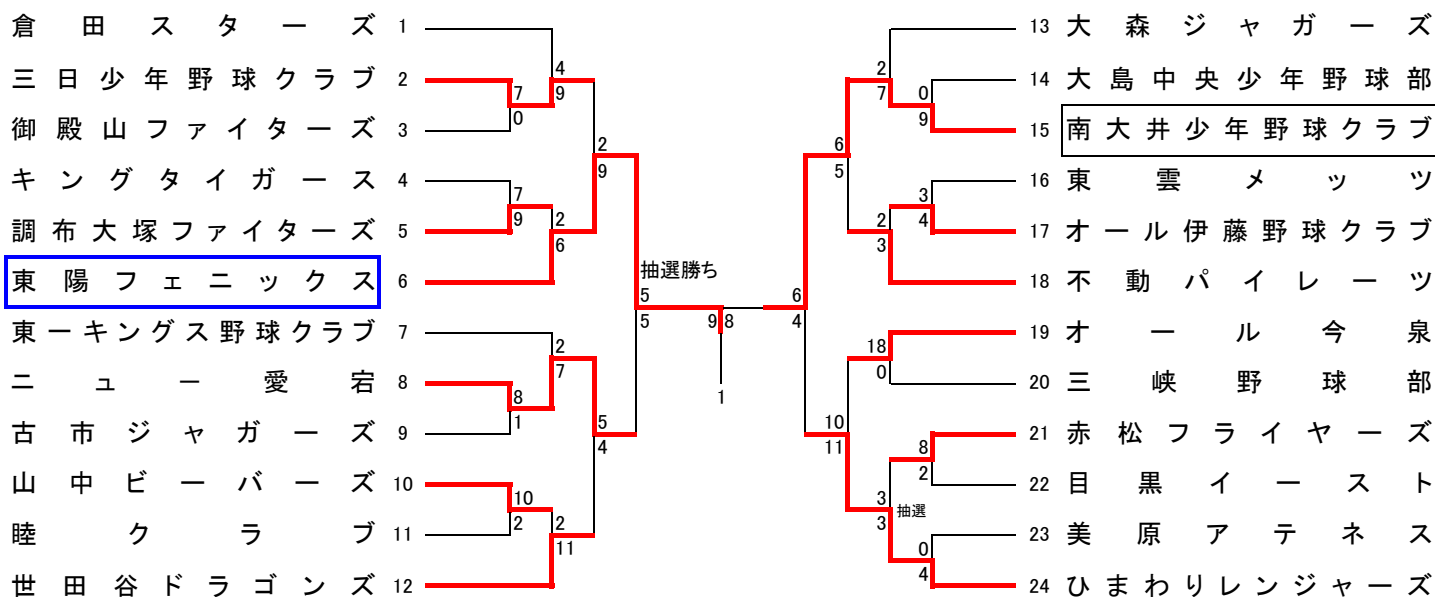 倉田スターズ 1
三日少年野球クラブ 2
御殿山ファイターズ 3
キングタイガース 4
調布大塚ファイターズ 5
東陽フェニックス 6
東一キングス野球クラブ 7
ニュー愛宕 8
古市ジャガーズ 9
山中ビーバーズ 10
睦クラブ 11
世田谷ドラゴンズ 12
4
7 9
0
2
9
7
9 2
6
抽選勝ち
5
5
2
7
8
1
5
4
10
2 2
11
9 8
1
2
7 0
9
6
5
3
2 4
3
6
4
18
0
10
11
8
2
3
3 抽選
0
4
13 大森ジャガーズ
14 大島中央少年野球部
15 南大井少年野球クラブ
16 東雲メッツ
17 オール伊藤野球クラブ
18 不動パイレーツ
19 オール今泉
20 三峡野球部
21 赤松フライヤーズ
22 目黒イースト
23 美原アテネス
24 ひまわりレンジャーズ